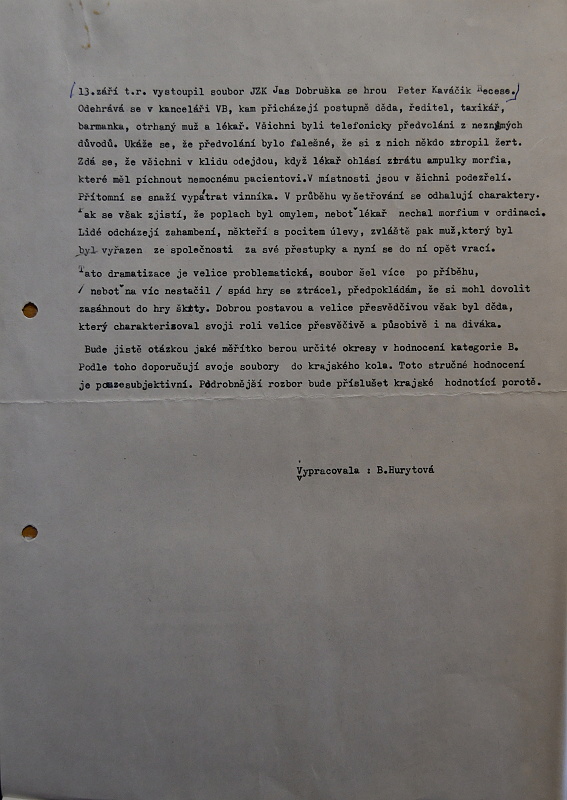 /13.září t.r. vystoupil soubor JZK Jas Dobruška se hrou Peter Kaváčik Recese./
Odehrává se v kanceláři VB, kam přicházejí postupně děda, ředitel, taxikář,
barmanka, otrhaný muž a lékař. Všichni byli telefonicky předvoláni z neznámých
důvodů. Ukáže se, že předvolání bylo falešné, že si z nich někdo ztropil žert.
Zdá se, že všichni v klidu odejdou, když lékař ohlásí ztrátu ampulky morfia,
které měl píchnout nemocnému pacientovi.V místnosti jsou v šichni podezřelí.
Přítomní se snaží vypátrat vinníka. V průběhu vyšetřování se odhalují charaktery.
Pak se však zjistí, že poplach byl omylem, neboť lékař nechal morfium v ordinaci.
Lidé odcházejí zahambení, někteří s pocitem úlevy, zvláště pak muž,který byl
byl vyřazen ze společnosti za své přestupky a nyní se do ní opět vrací.
Tato dramatizace je velice problematická, soubor šel více po příběhu,
/ neboť na víc nestačil / spád hry se ztrácel, předpokládám, že si mohl dovolit
zasáhnout do hry škrty. Dobrou postavou a velice přesvědčivou však byl děda,
který charakterisoval svoji roli velice přesvěčivě a působivě i na diváka.
Bude jistě otázkou jaké měřítko berou určité okresy v hodnocení kategorie B.
Podle toho doporučují svoje soubory do krajského kola. Toto stručné hodnocení
je pouzesubjektivní. Podrobnější rozbor bude příslušet krajské hodnotící porotě.
Vypracovala : B.Hurytová